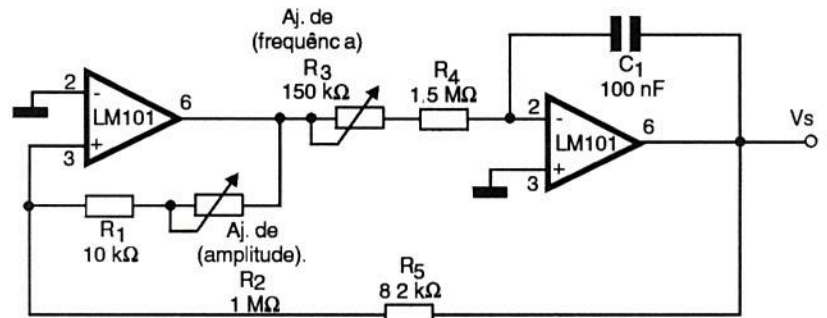 Aj. de
(frequênc a)
R3
150 kΩ
R4
1.5 MΩ
C1
100 nF
2
-
LM101
6
+
3
2
-
LM101
6
+
3
Vs
R1
10 kΩ
Aj. de
(amplitude).
R2
1 MΩ
R5
8 2 kΩ